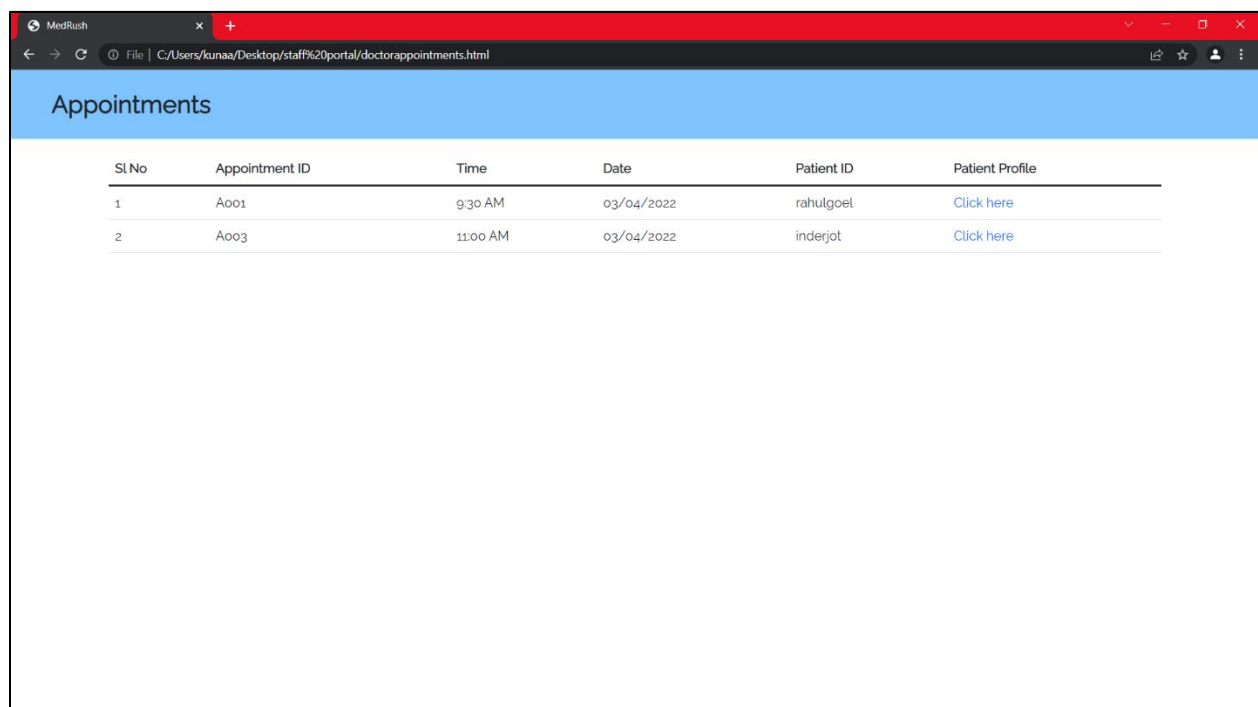 MedRush
File | C:/Users/kunaa/Desktop/staff%20portal/doctorappointments.html
Appointments
Sl No Appointment ID Time Date Patient ID Patient Profile
1 A001 9:30 AM 03/04/2022 rahulgoel Click here
2 A003 11:00 AM 03/04/2022 inderjot Click here